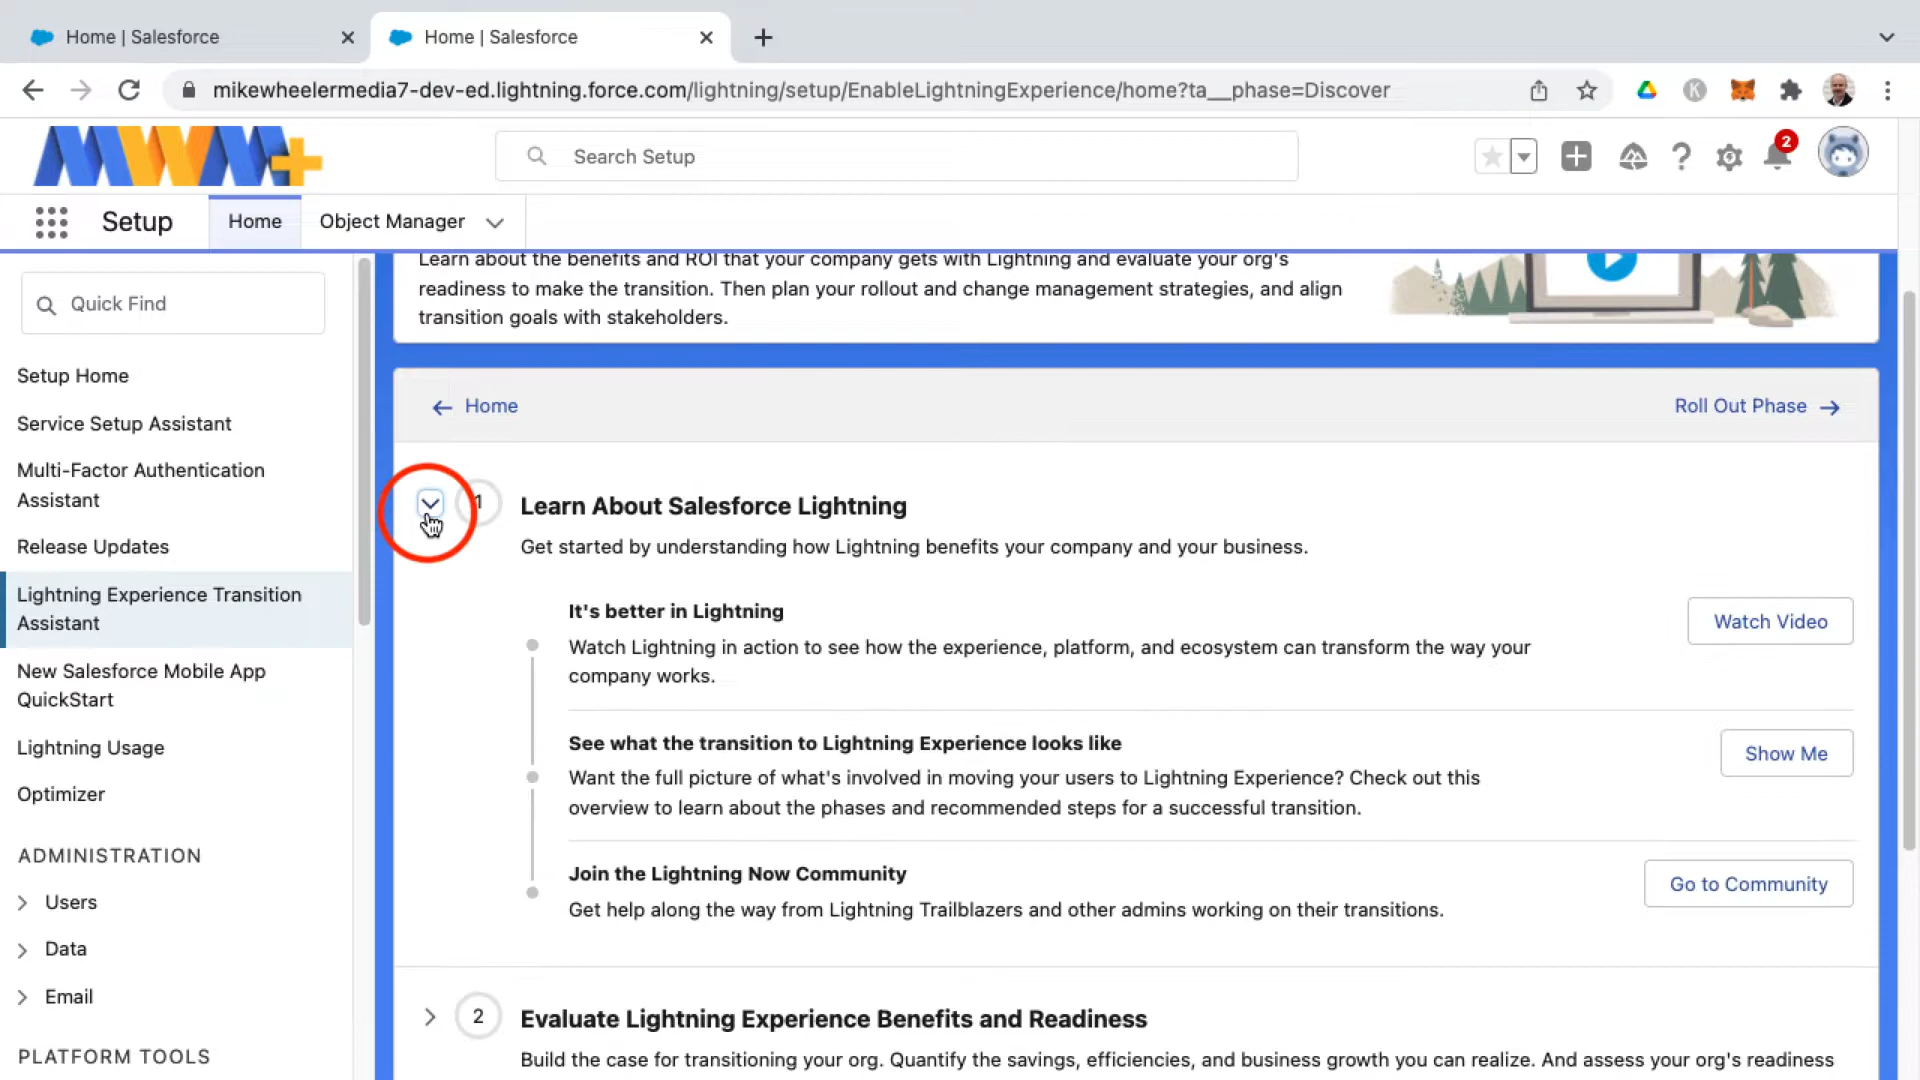 Home | Salesforce
Home | Salesforce
mikewheelermedia7-dev-ed.lightning.force.com/lightning/setup/EnableLightningExperience/home?ta__phase=Discover
K
MWM+
Search Setup
2
Setup
Home
Object Manager
Quick Find
Setup Home
Service Setup Assistant
Multi-Factor Authentication
Assistant
Release Updates
Lightning Experience Transition
Assistant
New Salesforce Mobile App
QuickStart
Lightning Usage
Optimizer
ADMINISTRATION
Users
Data
Email
PLATFORM TOOLS
Learn about the benefits and ROI that your company gets with Lightning and evaluate your org's
readiness to make the transition. Then plan your rollout and change management strategies, and align
transition goals with stakeholders.
Home
Roll Out Phase
1
Learn About Salesforce Lightning
Get started by understanding how Lightning benefits your company and your business.
It's better in Lightning
Watch Lightning in action to see how the experience, platform, and ecosystem can transform the way your
company works.
Watch Video
See what the transition to Lightning Experience looks like
Want the full picture of what's involved in moving your users to Lightning Experience? Check out this
overview to learn about the phases and recommended steps for a successful transition.
Show Me
Join the Lightning Now Community
Get help along the way from Lightning Trailblazers and other admins working on their transitions.
Go to Community
2
Evaluate Lightning Experience Benefits and Readiness
Build the case for transitioning your org. Quantify the savings, efficiencies, and business growth you can realize. And assess your org's readiness